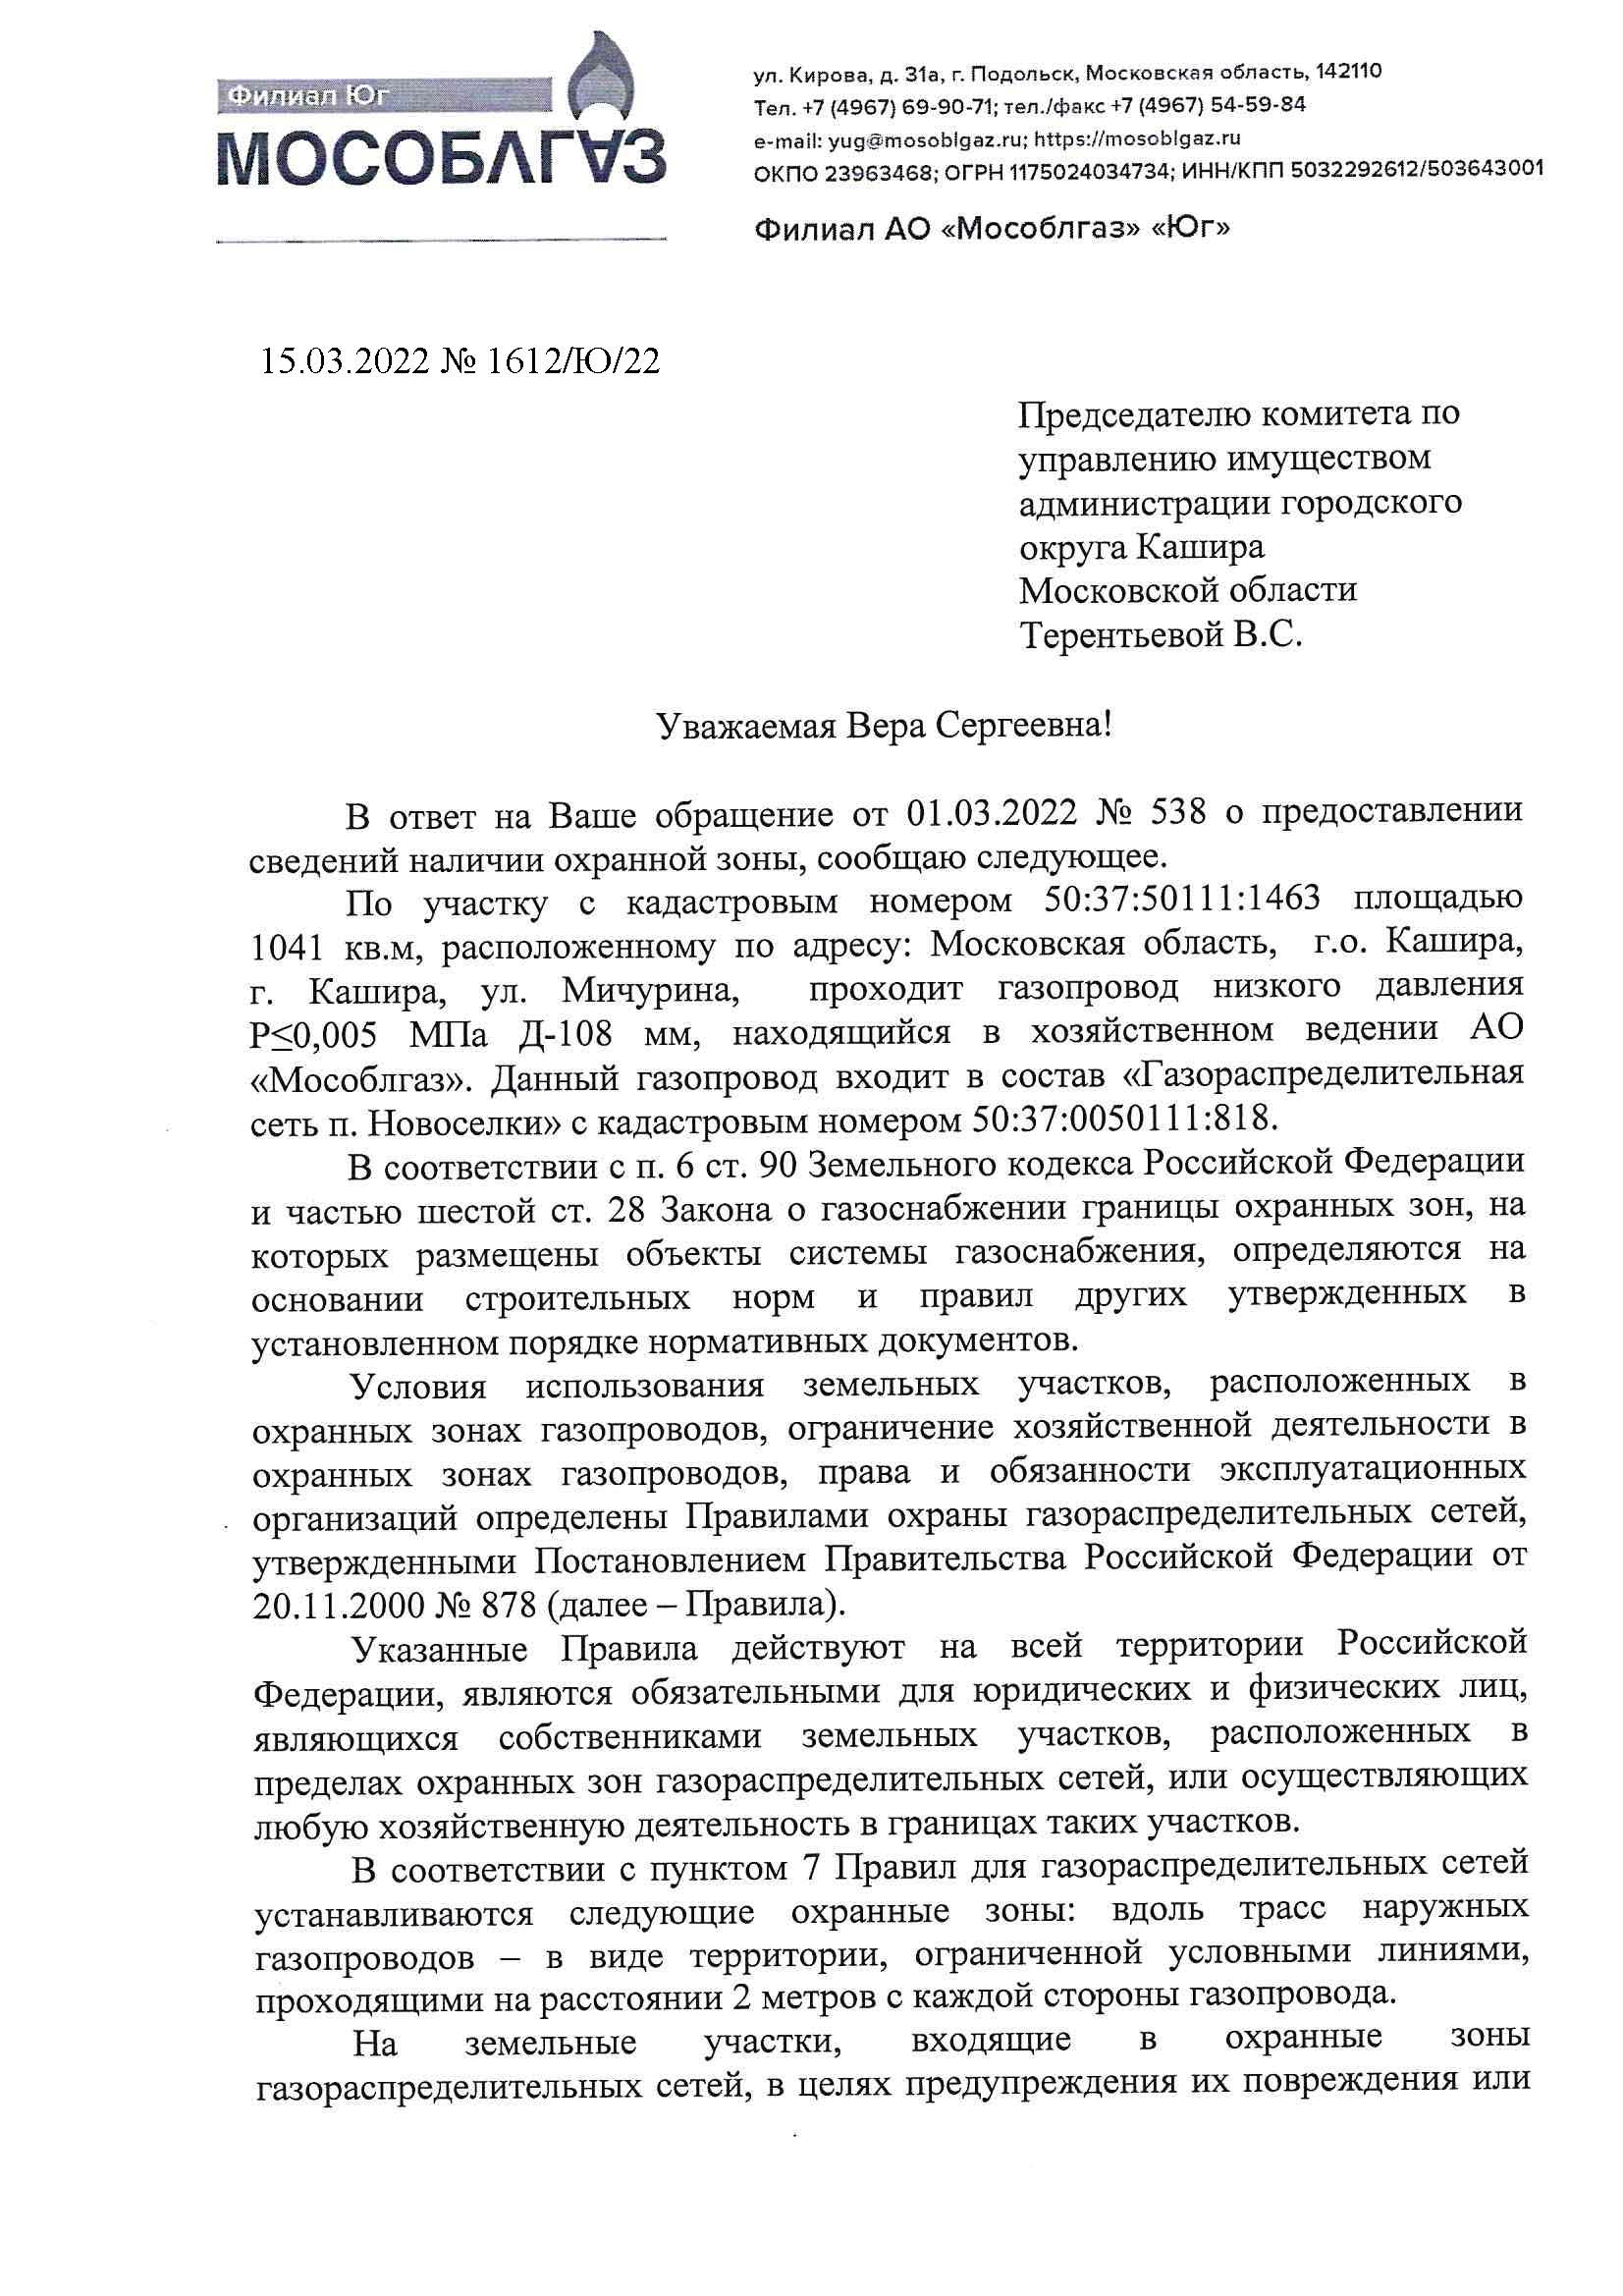 Филиал Юг
МОСОБЛГАЗ
ул. Кирова, д. 31а, г. Подольск, Московская область, 142110
Тел. +7 (4967) 69-90-71; тел./факс +7 (4967) 54-59-84
e-mail: yug@mosoblgaz.ru; https://mosoblgaz.ru
ОКПО 23963468; ОГРН 1175024034734; ИНН/КПП 5032292612/503643001
Филиал АО «Мособлгаз» «Юг»
15.03.2022 № 1612/Ю/22
Председателю комитета по
управлению имуществом
администрации городского
округа Кашира
Московской области
Терентьевой В.С.
Уважаемая Вера Сергеевна!
В ответ на Ваше обращение от 01.03.2022 № 538 о предоставлении
сведений наличии охранной зоны, сообщаю следующее.
По участку с кадастровым номером 50:37:50111:1463 площадью
1041 кв.м, расположенному по адресу: Московская область, г.о. Кашира,
г. Кашира, ул. Мичурина, проходит газопровод низкого давления
Р≤0,005 МПа Д-108 мм, находящийся в хозяйственном ведении АО
«Мособлгаз». Данный газопровод входит в состав «Газораспределительная
сеть п. Новоселки» с кадастровым номером 50:37:0050111:818.
В соответствии с п. 6 ст. 90 Земельного кодекса Российской Федерации
и частью шестой ст. 28 Закона о газоснабжении границы охранных зон, на
которых размещены объекты системы газоснабжения, определяются на
основании строительных норм и правил других утвержденных в
установленном порядке нормативных документов.
Условия использования земельных участков, расположенных в
охранных зонах газопроводов, ограничение хозяйственной деятельности в
охранных зонах газопроводов, права и обязанности эксплуатационных
организаций определены Правилами охраны газораспределительных сетей,
утвержденными Постановлением Правительства Российской Федерации от
20.11.2000 № 878 (далее – Правила).
Указанные Правила действуют на всей территории Российской
Федерации, являются обязательными для юридических и физических лиц,
являющихся собственниками земельных участков, расположенных в
пределах охранных зон газораспределительных сетей, или осуществляющих
любую хозяйственную деятельность в границах таких участков.
В соответствии с пунктом 7 Правил для газораспределительных сетей
устанавливаются следующие охранные зоны: вдоль трасс наружных
газопроводов – в виде территории, ограниченной условными линиями,
проходящими на расстоянии 2 метров с каждой стороны газопровода.
На земельные участки, входящие в охранные зоны
газораспределительных сетей, в целях предупреждения их повреждения или